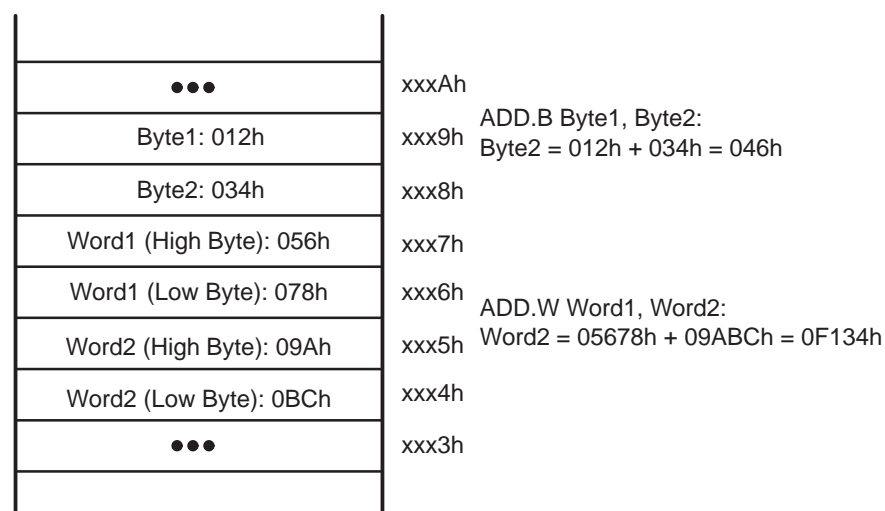 ●●● xxxAh
ADD.B Byte1, Byte2:
Byte1: 012h xxx9h
Byte2 = 012h + 034h = 046h
Byte2: 034h xxx8h
Word1 (High Byte): 056h xxx7h
Word1 (Low Byte): 078h xxx6h
ADD.W Word1, Word2:
Word2 (High Byte): 09Ah xxx5h
Word2 = 05678h + 09ABCh = 0F134h
Word2 (Low Byte): 0BCh xxx4h
●●● xxx3h